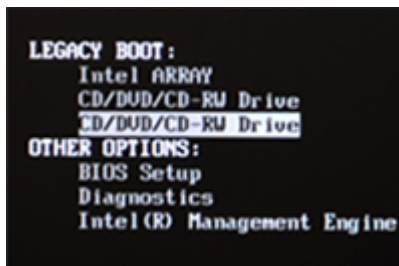 LEGACY BOOT:
Intel ARRAY
CD/DVD/CD-RW Drive
CD/DVD/CD-RW Drive
OTHER OPTIONS:
BIOS Setup
Diagnostics
Intel(R) Management Engine